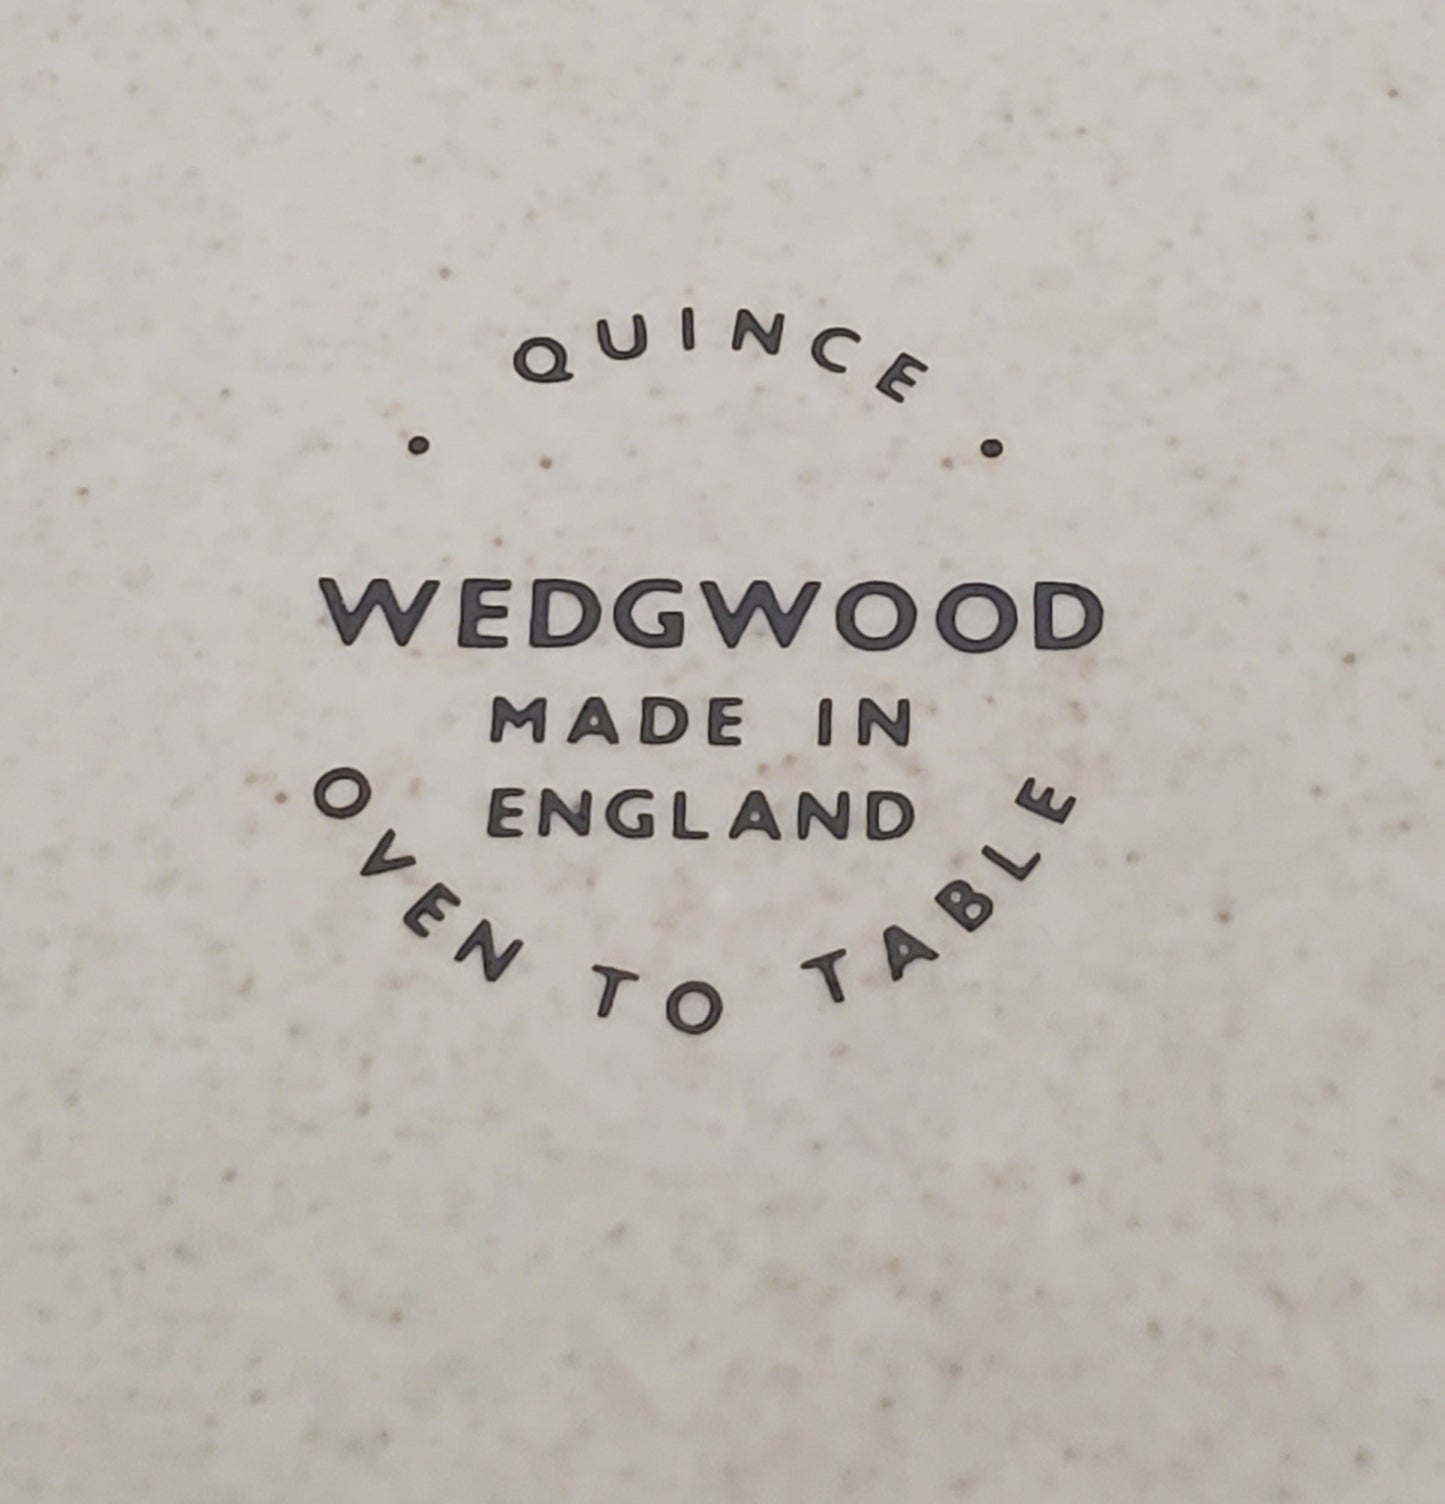 QUINCE
WEDGWOOD
MADE IN
ENGLAND
OVEN TO TABLE